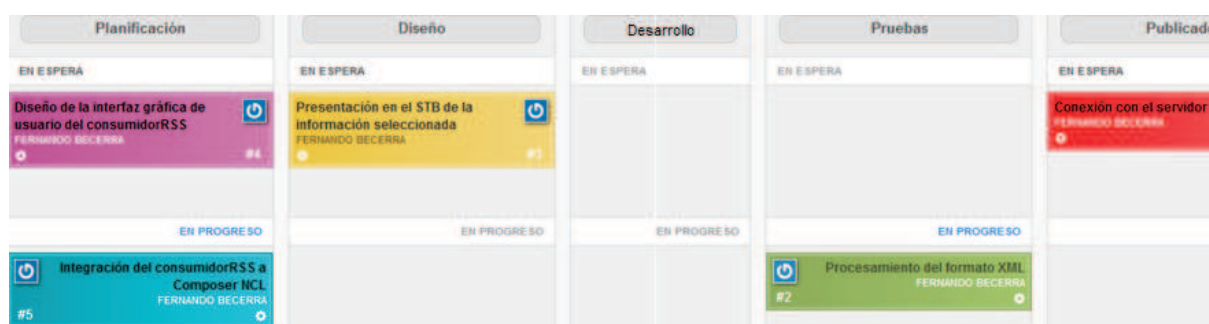 Planificación
Diseño
Desarrollo
Pruebas
Publicado
EN ESPERA
EN ESPERA
EN ESPERA
EN ESPERA
EN ESPERA
Diseño de la interfaz gráfica de
usuario del consumidorRSS
FERNANDO BECERRA
#4
Presentación en el STB de la
información seleccionada
FERNANDO BECERRA
#3
Conexión con el servidor
FERNANDO BECERRA
EN PROGRESO
EN PROGRESO
EN PROGRESO
EN PROGRESO
Integración del consumidorRSS a
Composer NCL
FERNANDO BECERRA
#5
Procesamiento del formato XML
FERNANDO BECERRA
#2